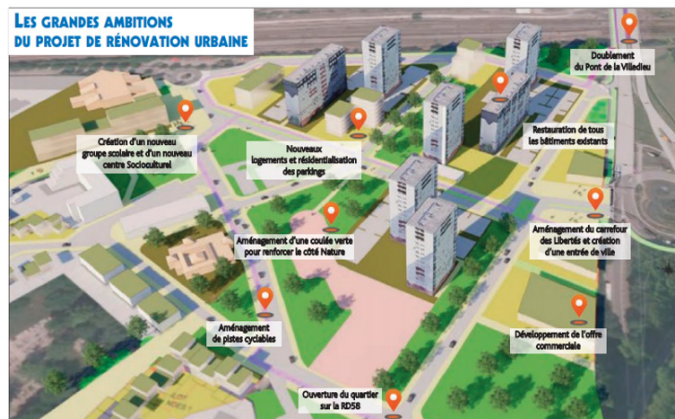 LES GRANDES AMBITIONS
DU PROJET DE RÉNOVATION URBAINE
Doublement
du Pont de la Villedieu
Création d'un nouveau
groupe scolaire et d'un nouveau
centre Socioculturel
Nouveaux
logements et résidentialisation
des parkings
Restauration de tous
les bâtiments existants
Aménagement d'une coulée verte
pour renforcer le côté Nature
Aménagement du carrefour
des Libertés et création
d'une entrée de ville
Aménagement
de pistes cyclables
Développement de l'offre
commerciale
Ouverture du quartier
sur la RD58